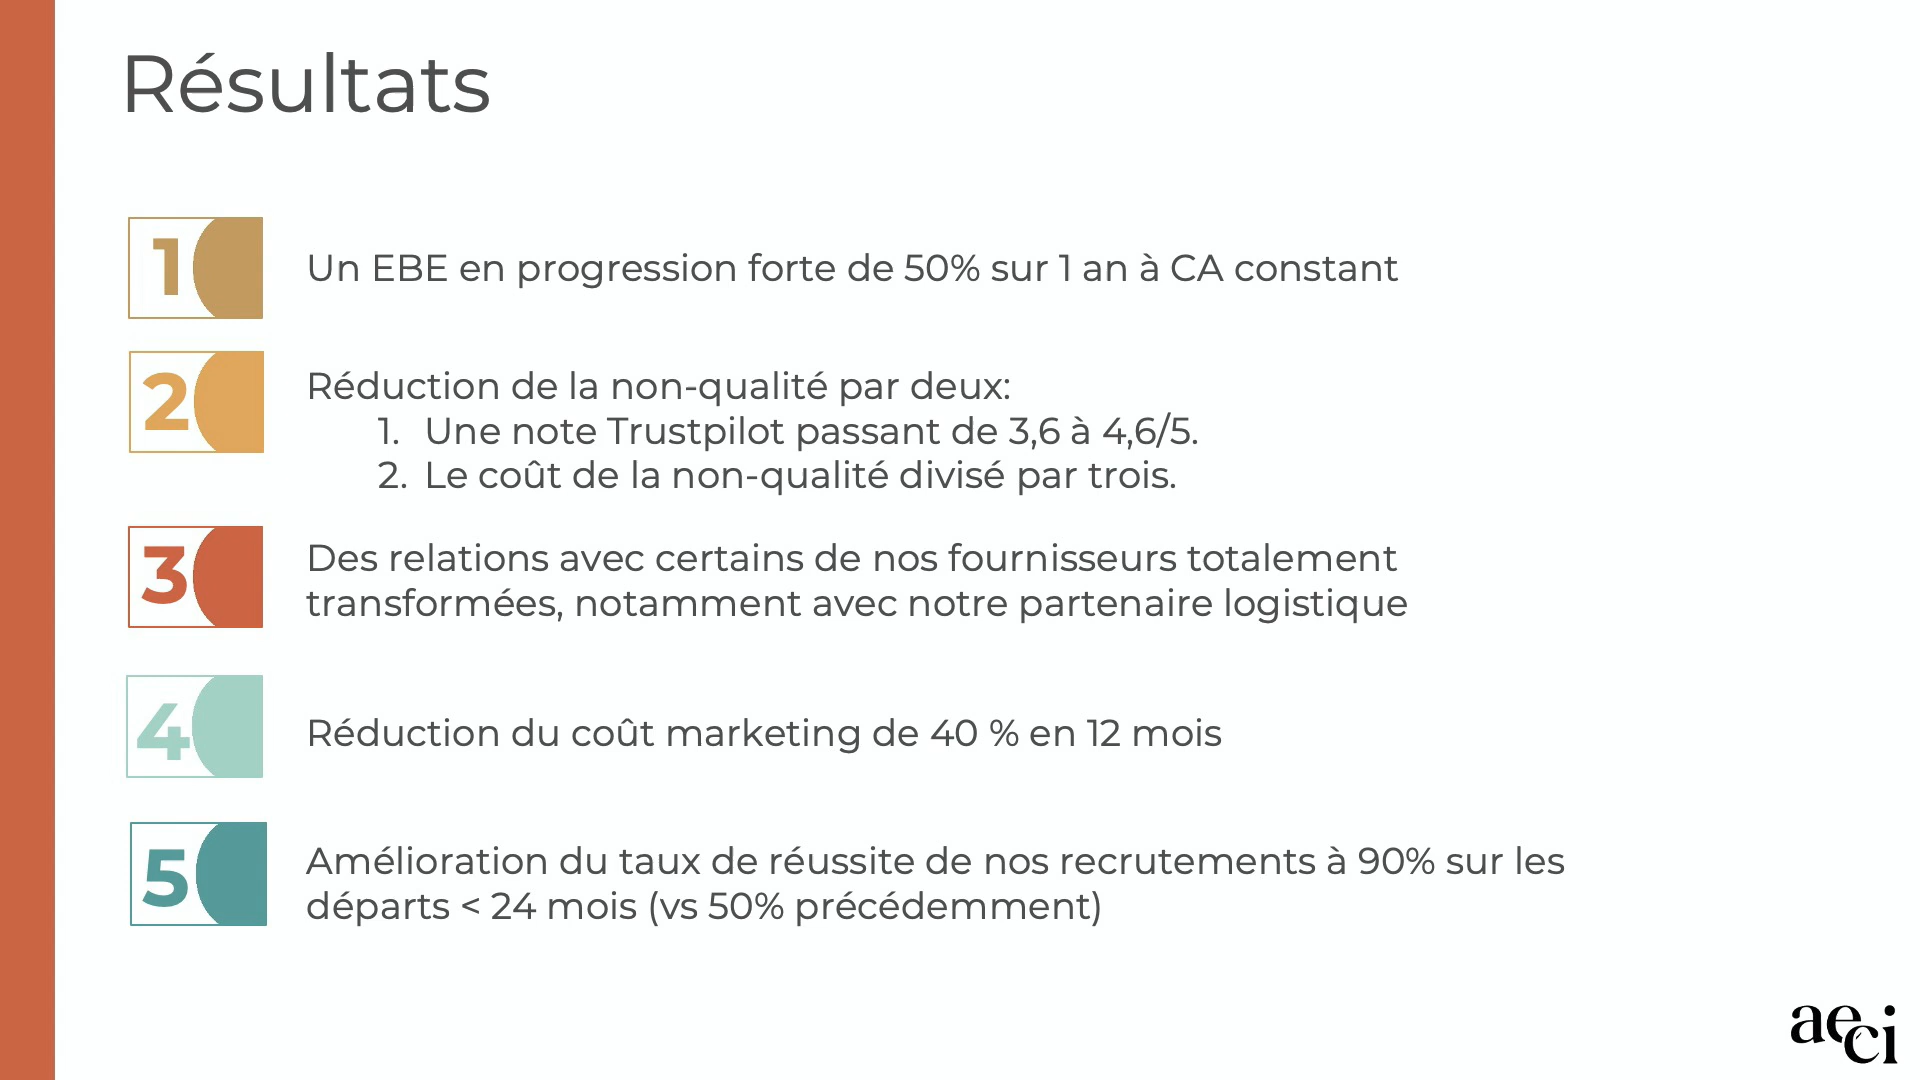 Résultats
1
Un EBE en progression forte de 50% sur 1 an à CA constant
2
Réduction de la non-qualité par deux:
1. Une note Trustpilot passant de 3,6 à 4,6/5.
2. Le coût de la non-qualité divisé par trois.
3
Des relations avec certains de nos fournisseurs totalement
transformées, notamment avec notre partenaire logistique
4
Réduction du coût marketing de 40 % en 12 mois
5
Amélioration du taux de réussite de nos recrutements à 90% sur les
départs < 24 mois (vs 50% précédemment)
aeci